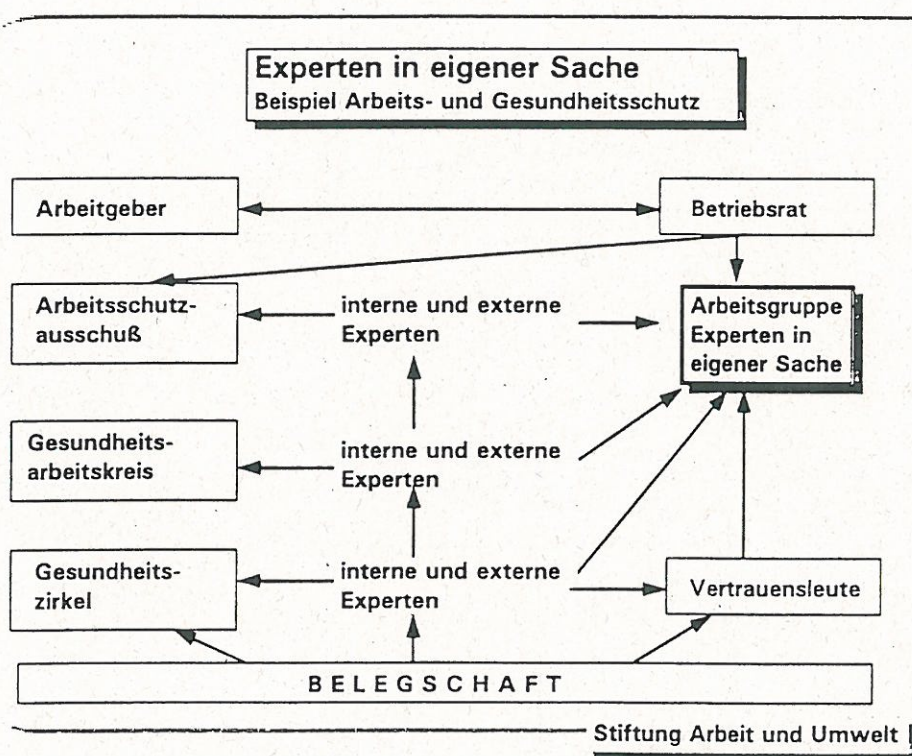 Experten in eigener Sache
Beispiel Arbeits- und Gesundheitsschutz
Arbeitgeber
Betriebsrat
Arbeitsschutz-
ausschuß
interne und externe
Experten
Arbeitsgruppe
Experten in
eigener Sache
Gesundheits-
arbeitskreis
interne und externe
Experten
Gesundheits-
zirkel
interne und externe
Experten
Vertrauensleute
BELEGSCHAFT
Stiftung Arbeit und Umwelt